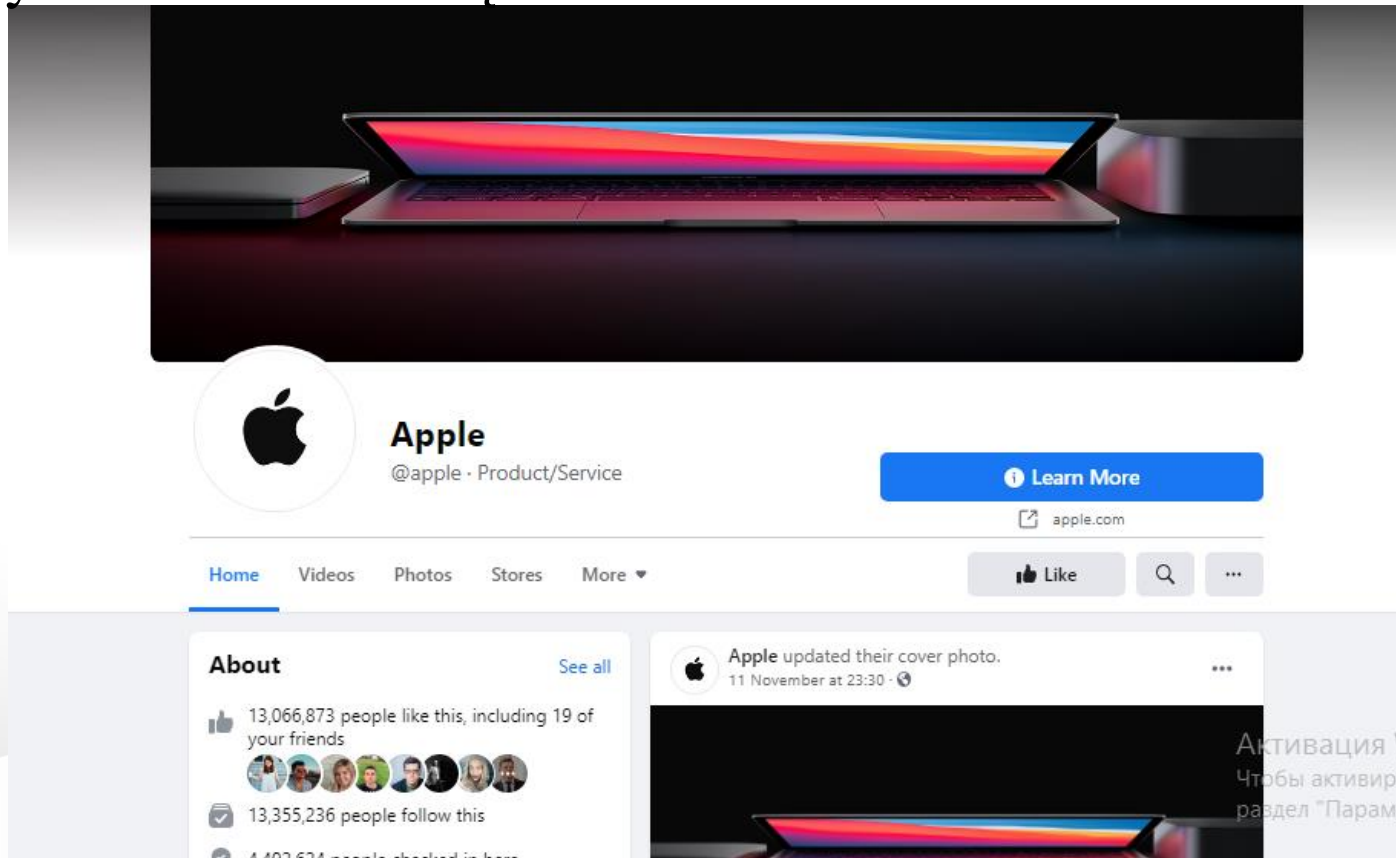 Apple
@apple · Product/Service
Learn More
apple.com
Home Videos Photos Stores More
Like
About
See all
13,066,873 people like this, including 19 of
your friends
13,355,236 people follow this
Apple updated their cover photo.
11 November at 23:30 ·
Активация
Чтобы активир
раздел "Парам